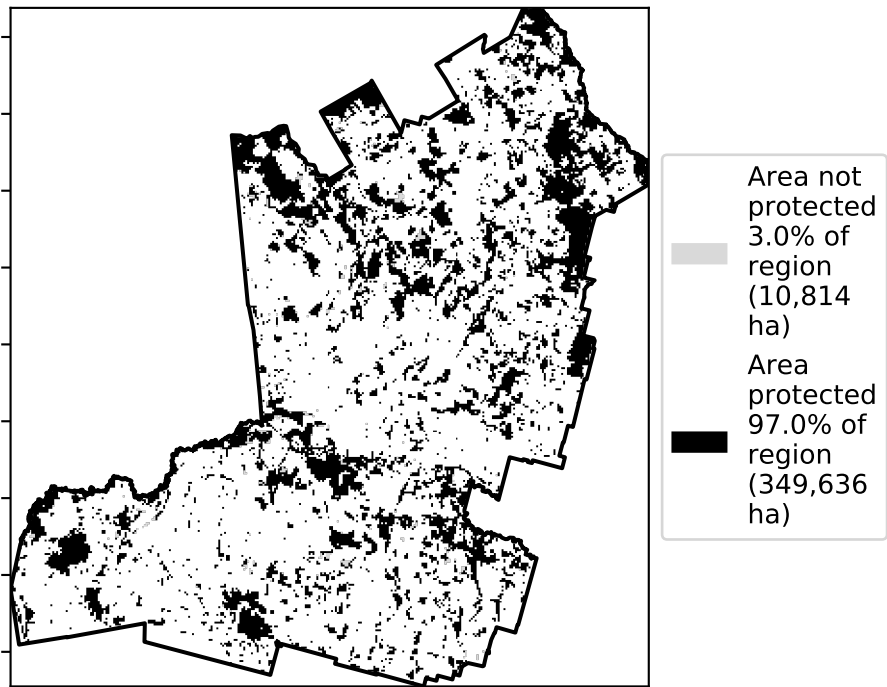 Area not
protected
3.0% of
region
(10,814
ha)
Area
protected
97.0% of
region
(349,636
ha)